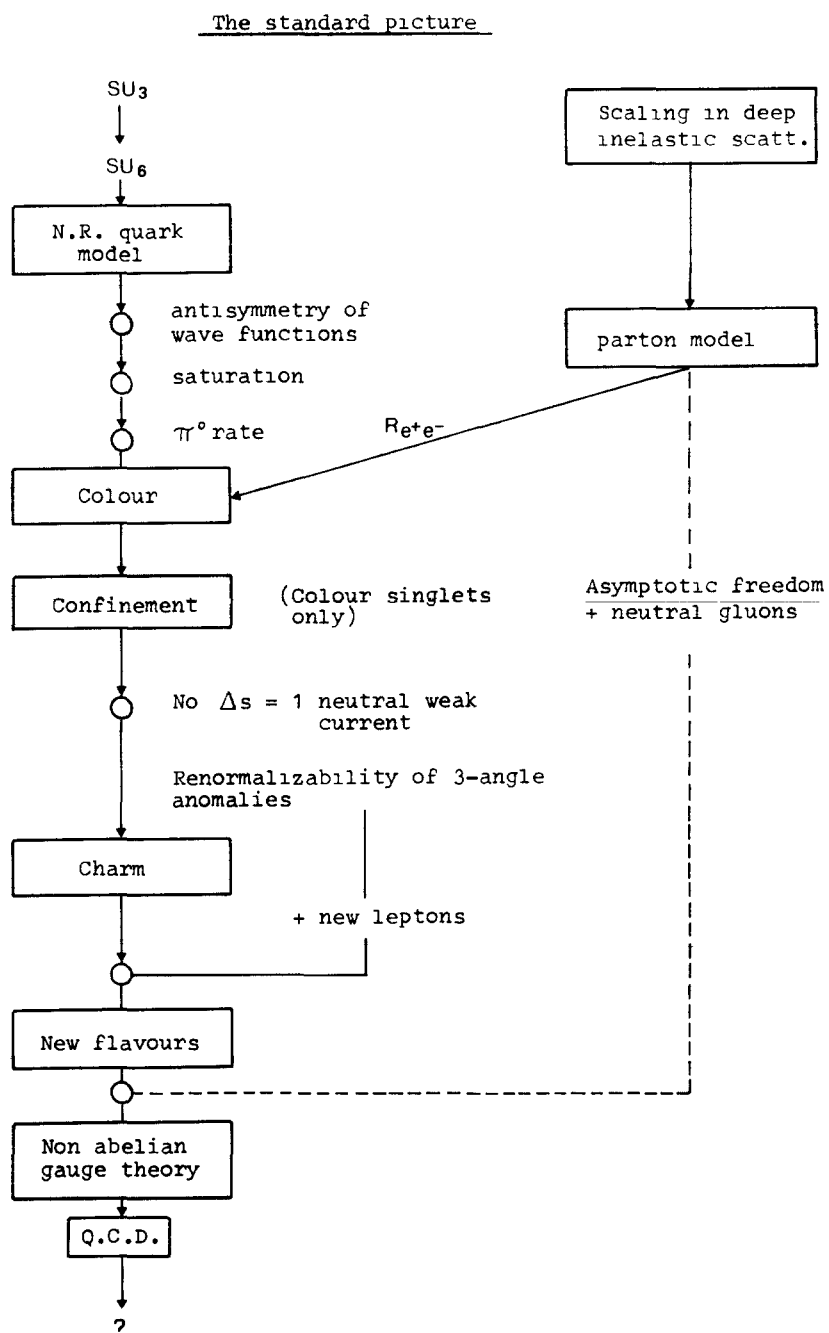 The standard picture
SU3
SU6
N.R. quark
model
antisymmetry of
wave functions
saturation
π° rate
Colour
Confinement
(Colour singlets
only)
No Δs = 1 neutral weak
current
Renormalizability of 3-angle
anomalies
Charm
+ new leptons
New flavours
Non abelian
gauge theory
Q.C.D.
?
Scaling in deep
inelastic scatt.
parton model
Re+e-
Asymptotic freedom
+ neutral gluons